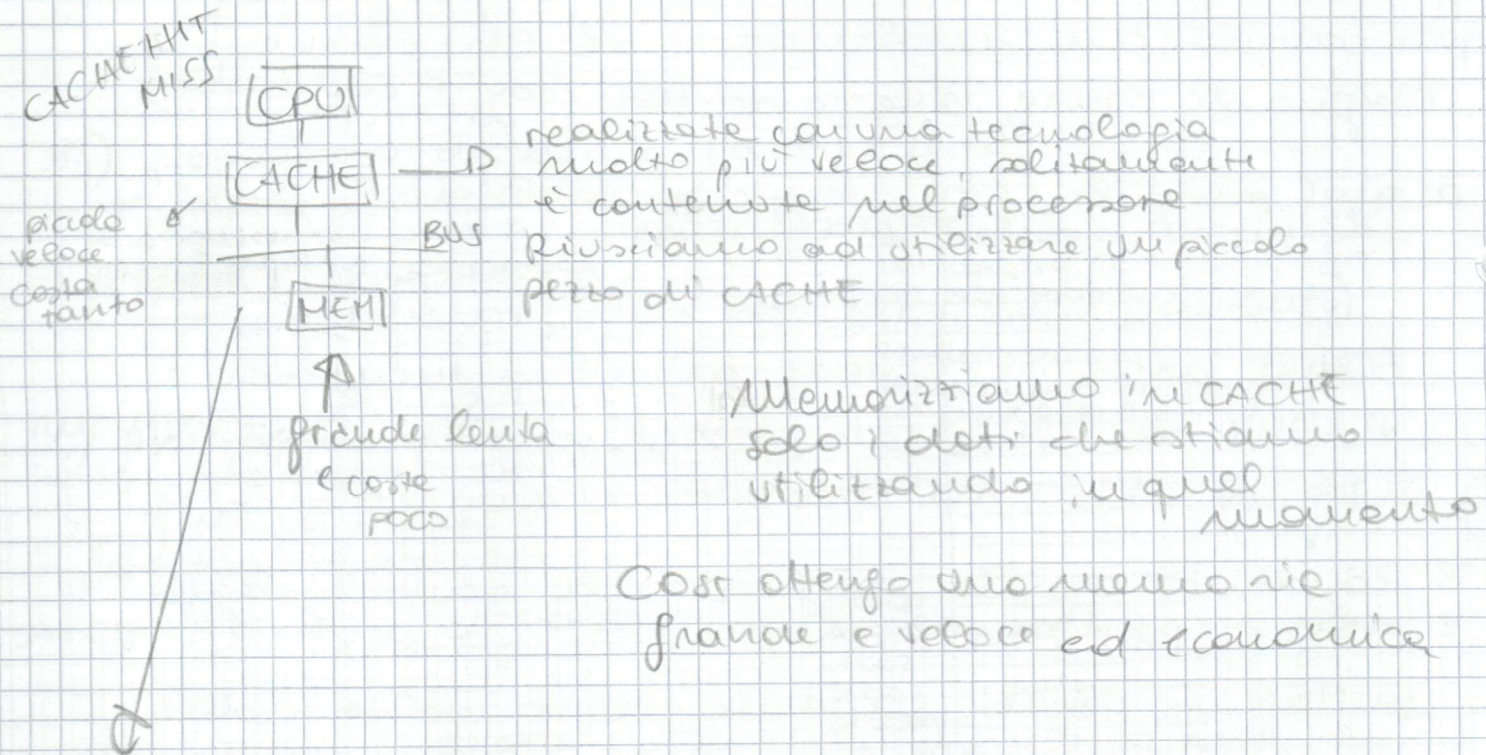 CACHE HIT
MISS
CPU
CACHE
realizzata con una tecnologia
molto più veloce, solitamente
è contenuta nel processore
Riusciamo ad utilizzare un piccolo
pezzo di CACHE
piccola
veloce
costa
tanto
BUS
MEM
grande lenta
e costa
poco
Memorizziamo in CACHE
solo i dati che stiamo
utilizzando in quel
momento
Così ottengo una memoria
grande e veloce ed economica